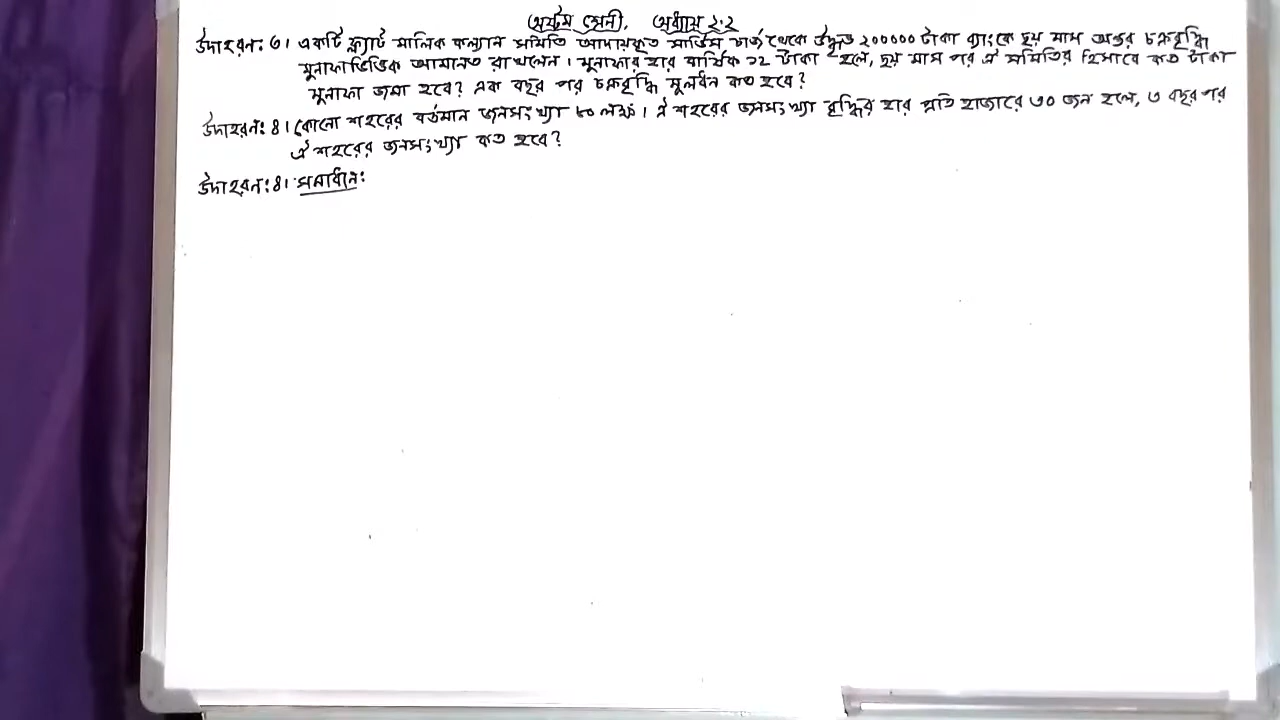 অষ্টম শ্রেণী, অধ্যায় ২.২
উদাহরন: ৩। একটি ফ্ল্যাট মালিক কল্যান সমিতি আদায়কৃত সার্ভিস চার্জ থেকে উদ্ধৃত ২০০০০০ টাকা ব্যাংকে ছয় মাস অন্তর চক্রবৃদ্ধি
মুনাফাভিত্তিক আমানত রাখলেন। মুনাফার হার বার্ষিক ১২ টাকা হলে, ছয় মাস পর ঐ সমিতির হিসাবে কত টাকা
মুনাফা জমা হবে? এক বছর পর চক্রবৃদ্ধি মূলধন কত হবে?
উদাহরন: ৪। কোনো শহরের বর্তমান জনসংখ্যা ৮০ লক্ষ। ঐ শহরের জনসংখ্যা বৃদ্ধির হার প্রতি হাজারে ৩০ জন হলে, ৩ বছর পর
ঐ শহরের জনসংখ্যা কত হবে?
উদাহরন: ৪। সমাধান: